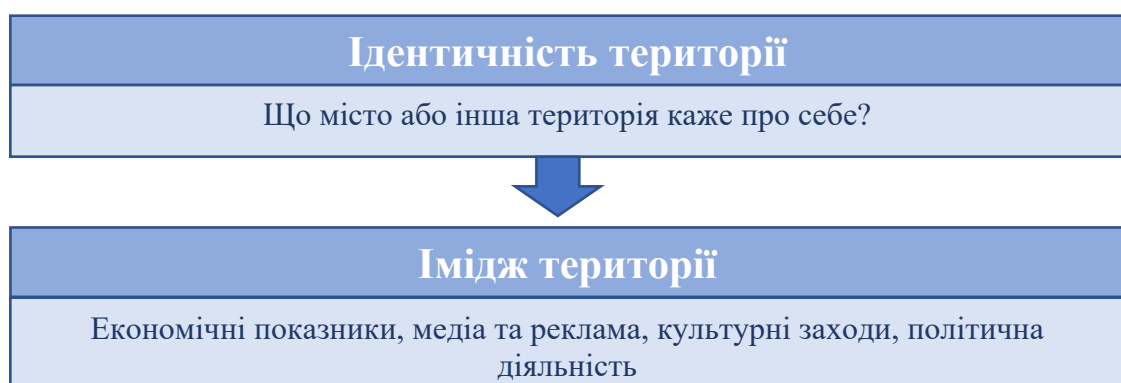 Ідентичність території
Що місто або інша територія каже про себе?
Імідж території
Економічні показники, медіа та реклама, культурні заходи, політична
діяльність